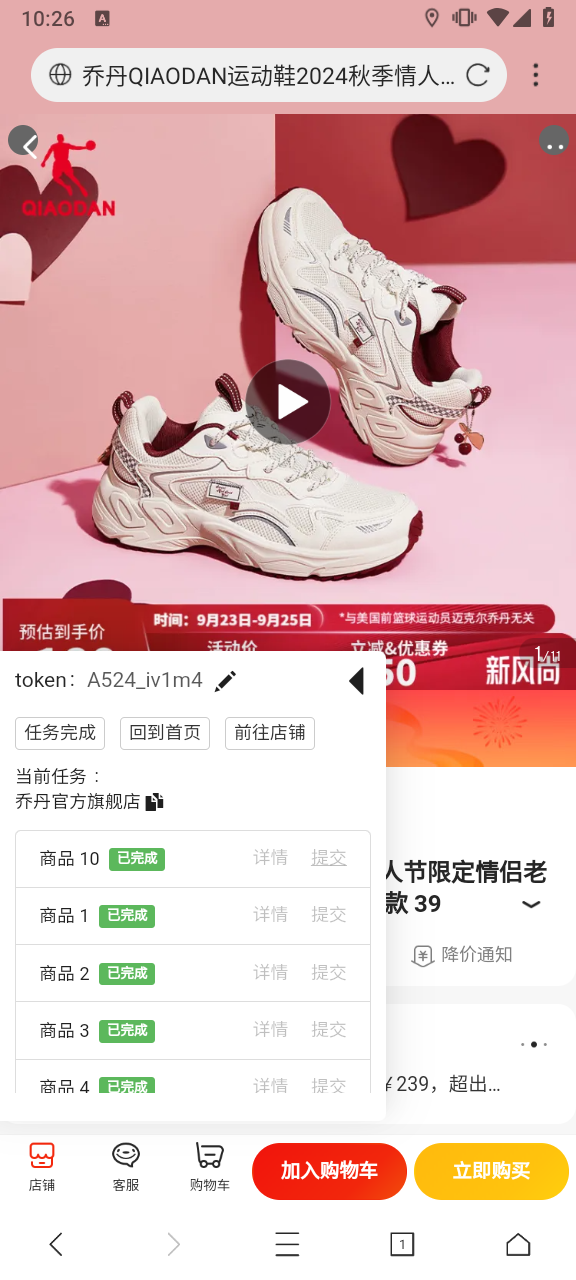 10:26
A
乔丹QIAODAN运动鞋2024秋季情人...
QIAODAN
时间：9月23日-9月25日
*与美国前篮球运动员迈克尔乔丹无关
预估到手价
活动价
立减&优惠券
50
新风尚
1/11
token： A524_iv1m4
任务完成
回到首页
前往店铺
当前任务：
乔丹官方旗舰店
商品 10 已完成 详情 提交
商品 1 已完成 详情 提交
商品 2 已完成 详情 提交
商品 3 已完成 详情 提交
商品 4 已完成 详情 提交
人节限定情侣老
款 39
降价通知
¥239，超出...
店铺
客服
购物车
加入购物车
立即购买
1